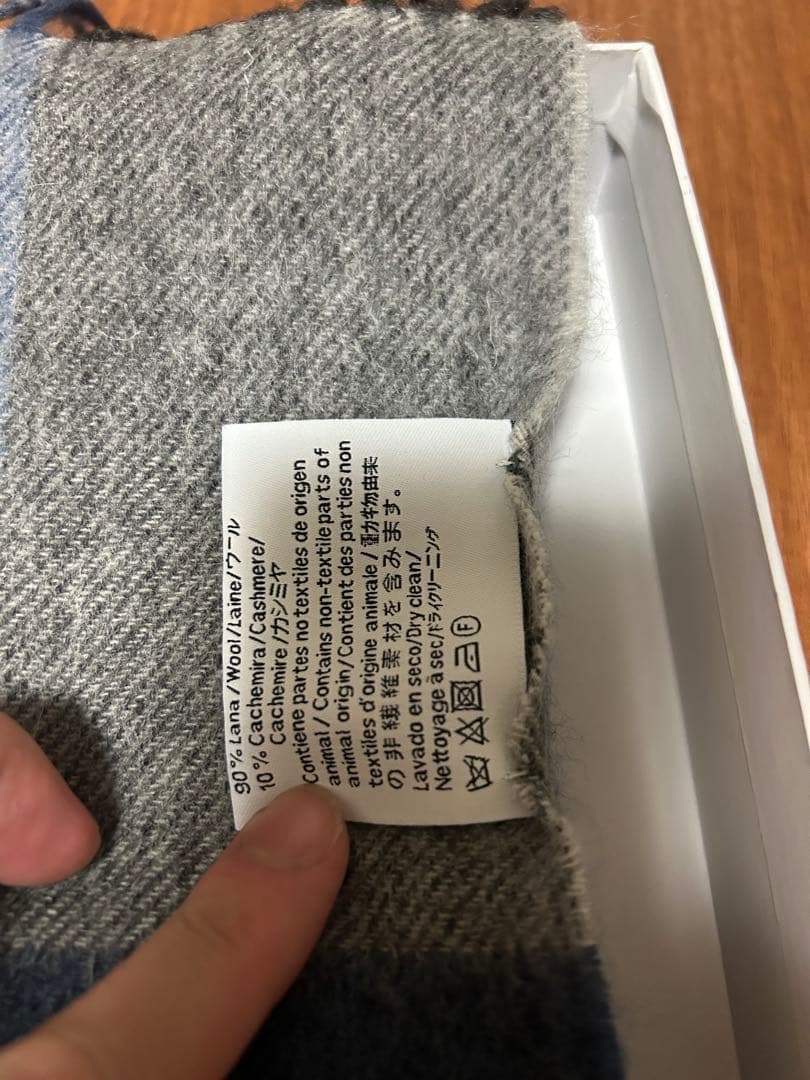 90% Lana/Wool/Laine/ウール
10% Cachemira/Cashmere/
Cachemire/カシミヤ
Contiene partes no textiles de origen
animal/Contains non-textile parts of
animal origin/Contient des parties non
textiles d'origine animale/動物由来
の非繊維素材を含みます。
Lavado en seco/Dry clean/
Nettoyage à sec/ドライクリーニング
F